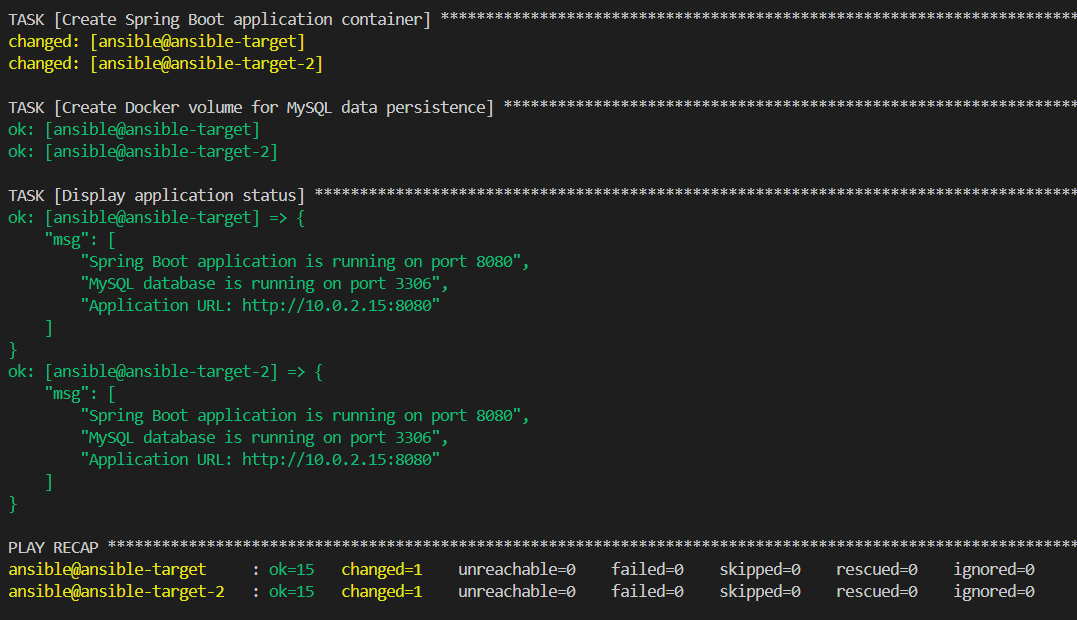 TASK [Create Spring Boot application container] ***********************************************************************
changed: [ansible@ansible-target]
changed: [ansible@ansible-target-2]
TASK [Create Docker volume for MySQL data persistence] ****************************************************************
ok: [ansible@ansible-target]
ok: [ansible@ansible-target-2]
TASK [Display application status] *************************************************************************************
ok: [ansible@ansible-target] => {
    "msg": [
        "Spring Boot application is running on port 8080",
        "MySQL database is running on port 3306",
        "Application URL: http://10.0.2.15:8080"
    ]
}
ok: [ansible@ansible-target-2] => {
    "msg": [
        "Spring Boot application is running on port 8080",
        "MySQL database is running on port 3306",
        "Application URL: http://10.0.2.15:8080"
    ]
}
PLAY RECAP ************************************************************************************************************
ansible@ansible-target     : ok=15   changed=1    unreachable=0    failed=0    skipped=0    rescued=0    ignored=0
ansible@ansible-target-2   : ok=15   changed=1    unreachable=0    failed=0    skipped=0    rescued=0    ignored=0